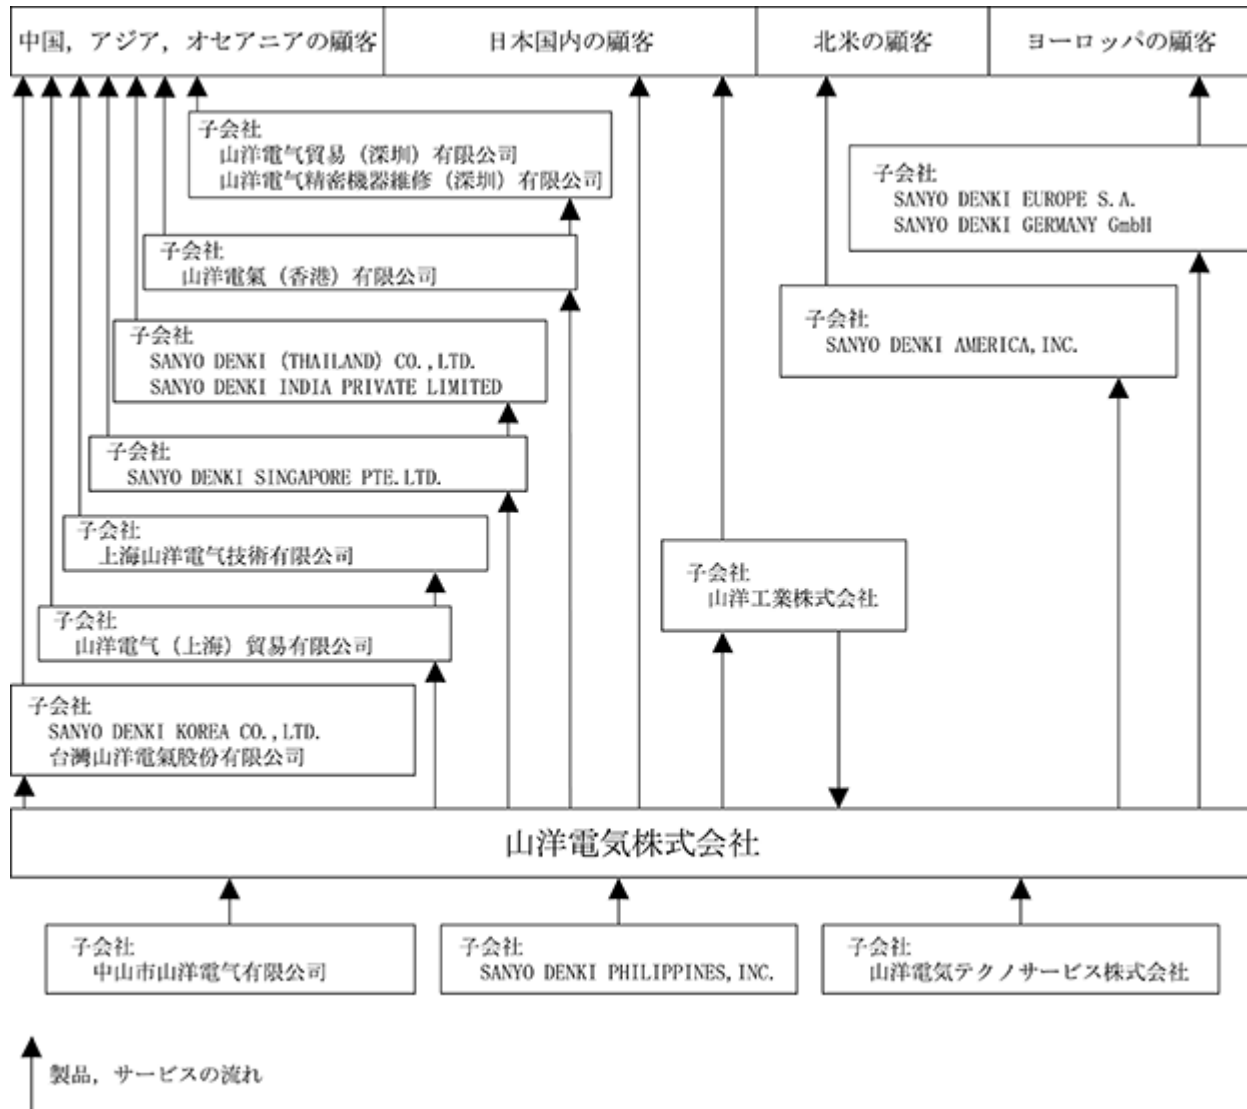 中国，アジア，オセアニアの顧客
日本国内の顧客
北米の顧客
ヨーロッパの顧客
子会社
山洋電气貿易（深圳）有限公司
山洋電气精密機器維修（深圳）有限公司
子会社
SANYO DENKI EUROPE S.A.
SANYO DENKI GERMANY GmbH
子会社
山洋電氣（香港）有限公司
子会社
SANYO DENKI AMERICA,INC.
子会社
SANYO DENKI (THAILAND) CO.,LTD.
SANYO DENKI INDIA PRIVATE LIMITED
子会社
SANYO DENKI SINGAPORE PTE.LTD.
子会社
上海山洋電气技術有限公司
子会社
山洋工業株式会社
子会社
山洋電气（上海）貿易有限公司
子会社
SANYO DENKI KOREA CO.,LTD.
台灣山洋電氣股份有限公司
山洋電気株式会社
子会社
中山市山洋電气有限公司
子会社
SANYO DENKI PHILIPPINES,INC.
子会社
山洋電気テクノサービス株式会社
製品，サービスの流れ